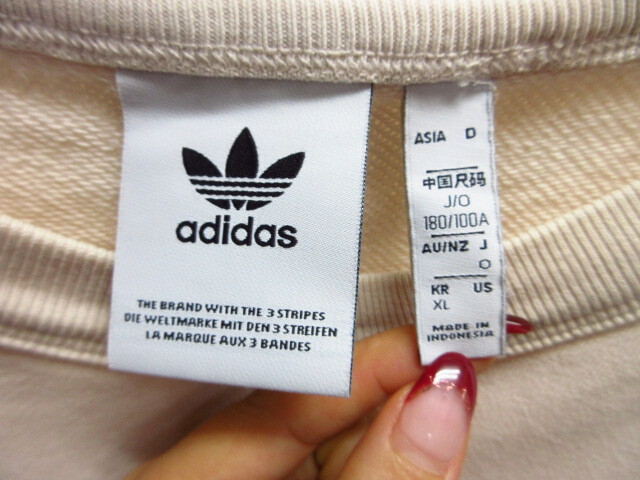 adidas
THE BRAND WITH THE 3 STRIPES
DIE WELTMARKE MIT DEN 3 STREIFEN
LA MARQUE AUX 3 BANDES
ASIA D
中国尺码
J/O
180/100A
AU/NZ J
O
KR US
XL
MADE IN
INDONESIA